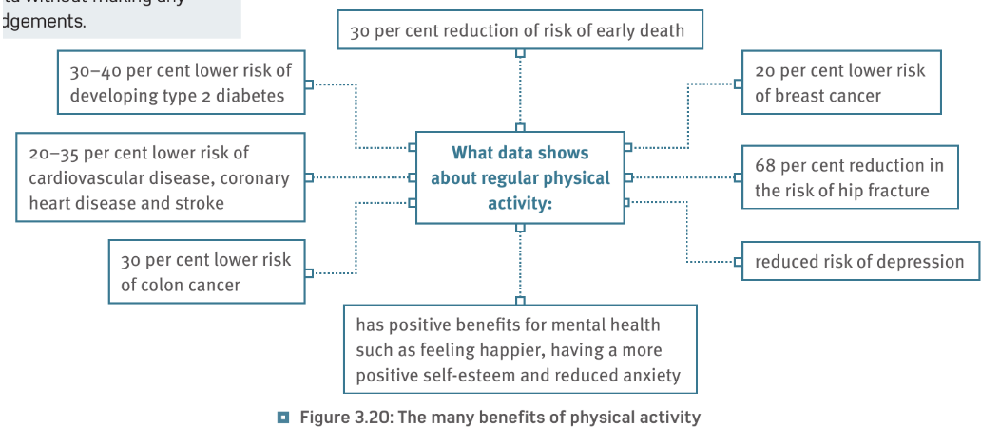 ta without making any
dgements.
30 per cent reduction of risk of early death
30–40 per cent lower risk of
developing type 2 diabetes
20 per cent lower risk
of breast cancer
20–35 per cent lower risk of
cardiovascular disease, coronary
heart disease and stroke
What data shows
about regular physical
activity:
68 per cent reduction in
the risk of hip fracture
30 per cent lower risk
of colon cancer
reduced risk of depression
has positive benefits for mental health
such as feeling happier, having a more
positive self-esteem and reduced anxiety
Figure 3.20: The many benefits of physical activity